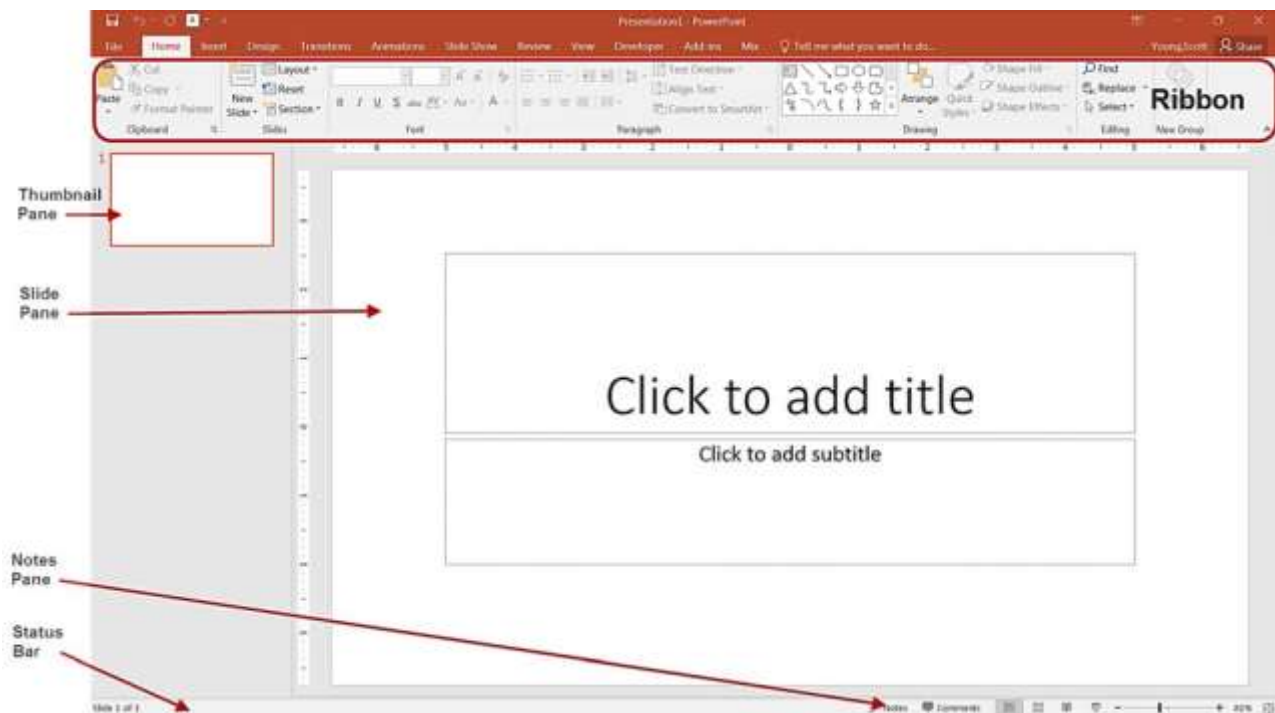 Presentation1 - PowerPoint
File Home Insert Design Transitions Animations Slide Show Review View Developer Add-ins Mix Tell me what you want to do... Young,Scott Share
Cut
Copy
Format Painter
Paste
Clipboard
New
Slide
Layout
Reset
Section
Slides
Font
Text Direction
Align Text
Convert to SmartArt
Paragraph
Arrange
Quick
Styles
Shape Fill
Shape Outline
Shape Effects
Drawing
Find
Replace
Select
Editing
New Group
Ribbon
1
Thumbnail
Pane
Slide
Pane
Click to add title
Click to add subtitle
Notes
Pane
Status
Bar
Slide 1 of 1
Notes Comments